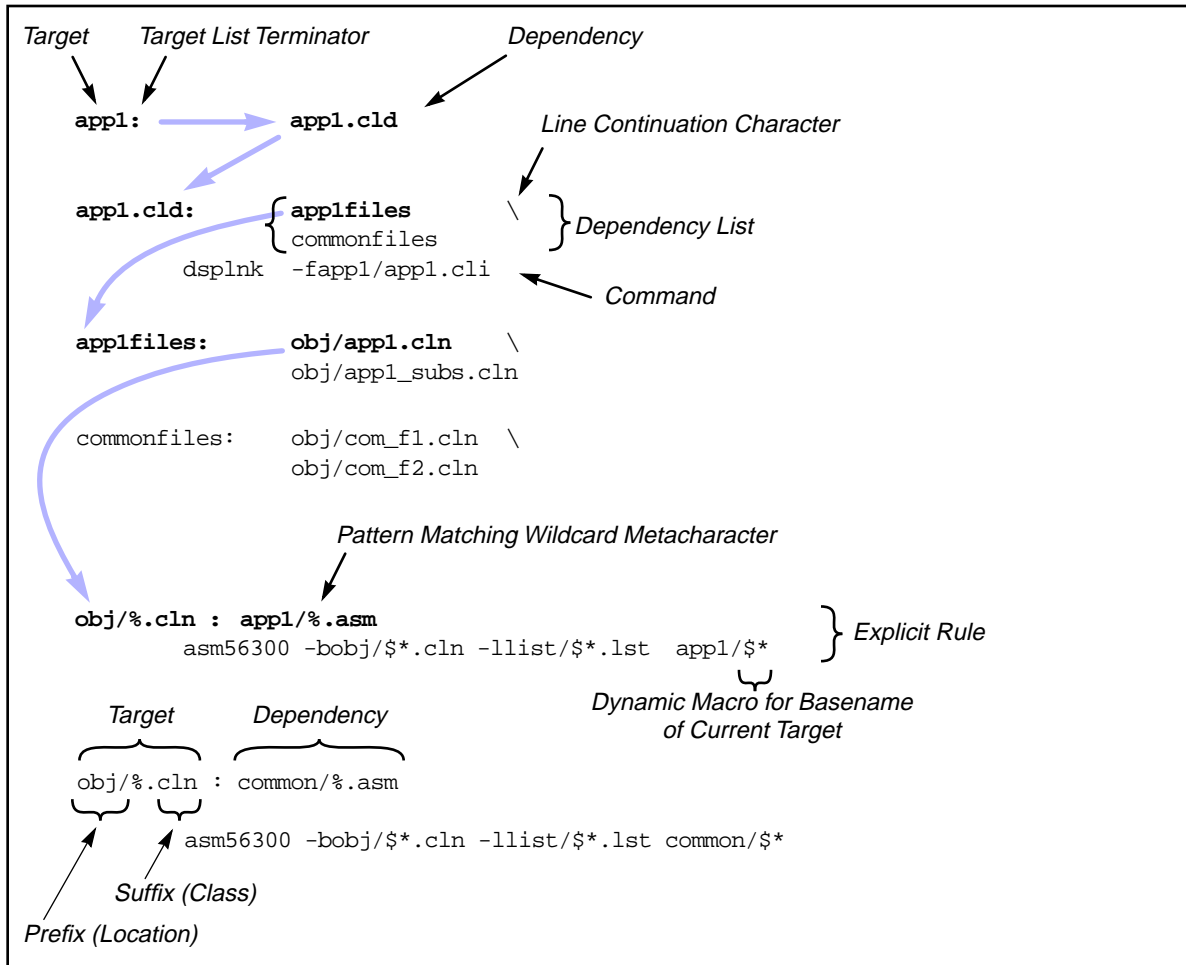 Target Target List Terminator Dependency
app1: app1.cld
Line Continuation Character
app1.cld: app1files \
commonfiles
Dependency List
dsplnk -fapp1/app1.cli
Command
app1files: obj/app1.cln \
obj/app1_subs.cln
commonfiles: obj/com_f1.cln \
obj/com_f2.cln
Pattern Matching Wildcard Metacharacter
obj/%.cln : app1/%.asm
asm56300 -bobj/$*.cln -llist/$*.lst app1/$*
Explicit Rule
Dynamic Macro for Basename
of Current Target
Target Dependency
obj/%.cln : common/%.asm
asm56300 -bobj/$*.cln -llist/$*.lst common/$*
Suffix (Class)
Prefix (Location)